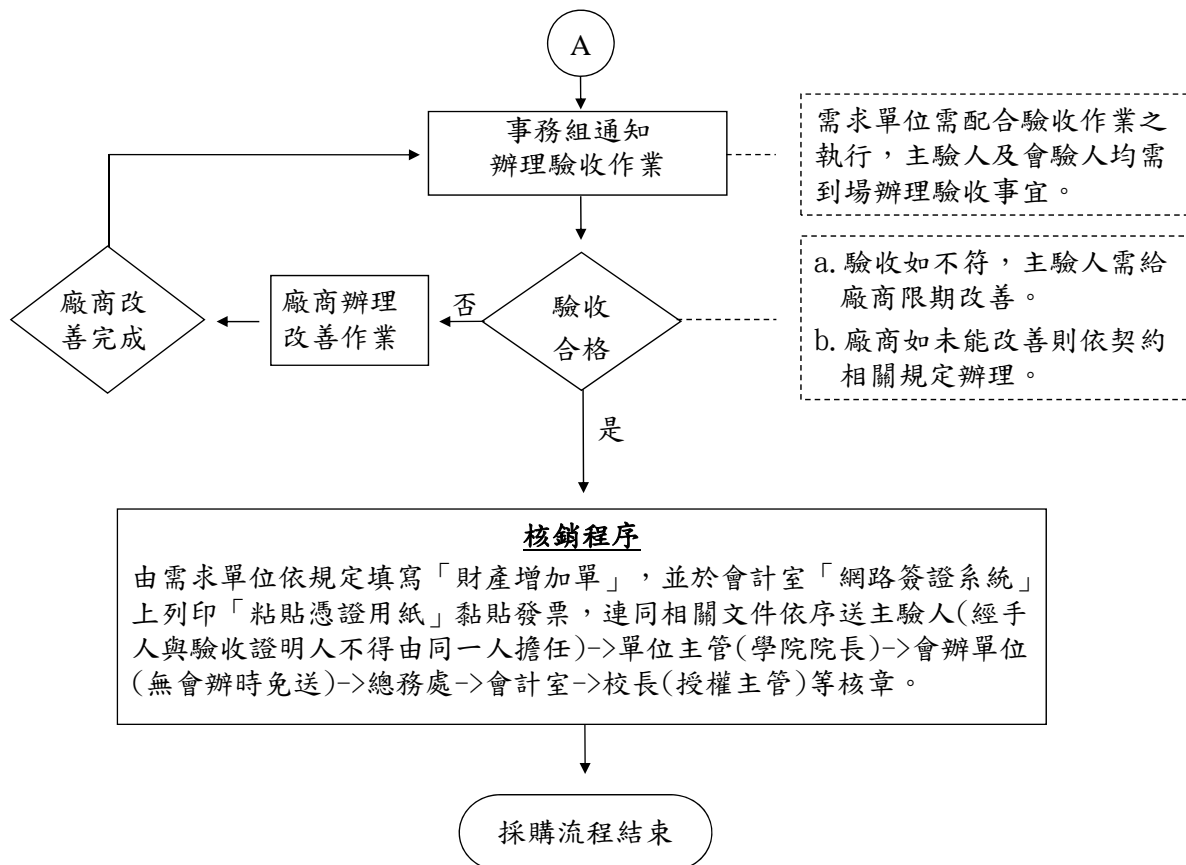 A
事務組通知
辦理驗收作業
需求單位需配合驗收作業之
執行，主驗人及會驗人均需
到場辦理驗收事宜。
廠商改
善完成
廠商辦理
改善作業
否
驗收
合格
a.驗收如不符，主驗人需給
廠商限期改善。
b.廠商如未能改善則依契約
相關規定辦理。
是
核銷程序
由需求單位依規定填寫「財產增加單」，並於會計室「網路簽證系統」
上列印「粘貼憑證用紙」黏貼發票，連同相關文件依序送主驗人(經手
人與驗收證明人不得由同一人擔任)->單位主管(學院院長)->會辦單位
(無會辦時免送)->總務處->會計室->校長(授權主管)等核章。
採購流程結束